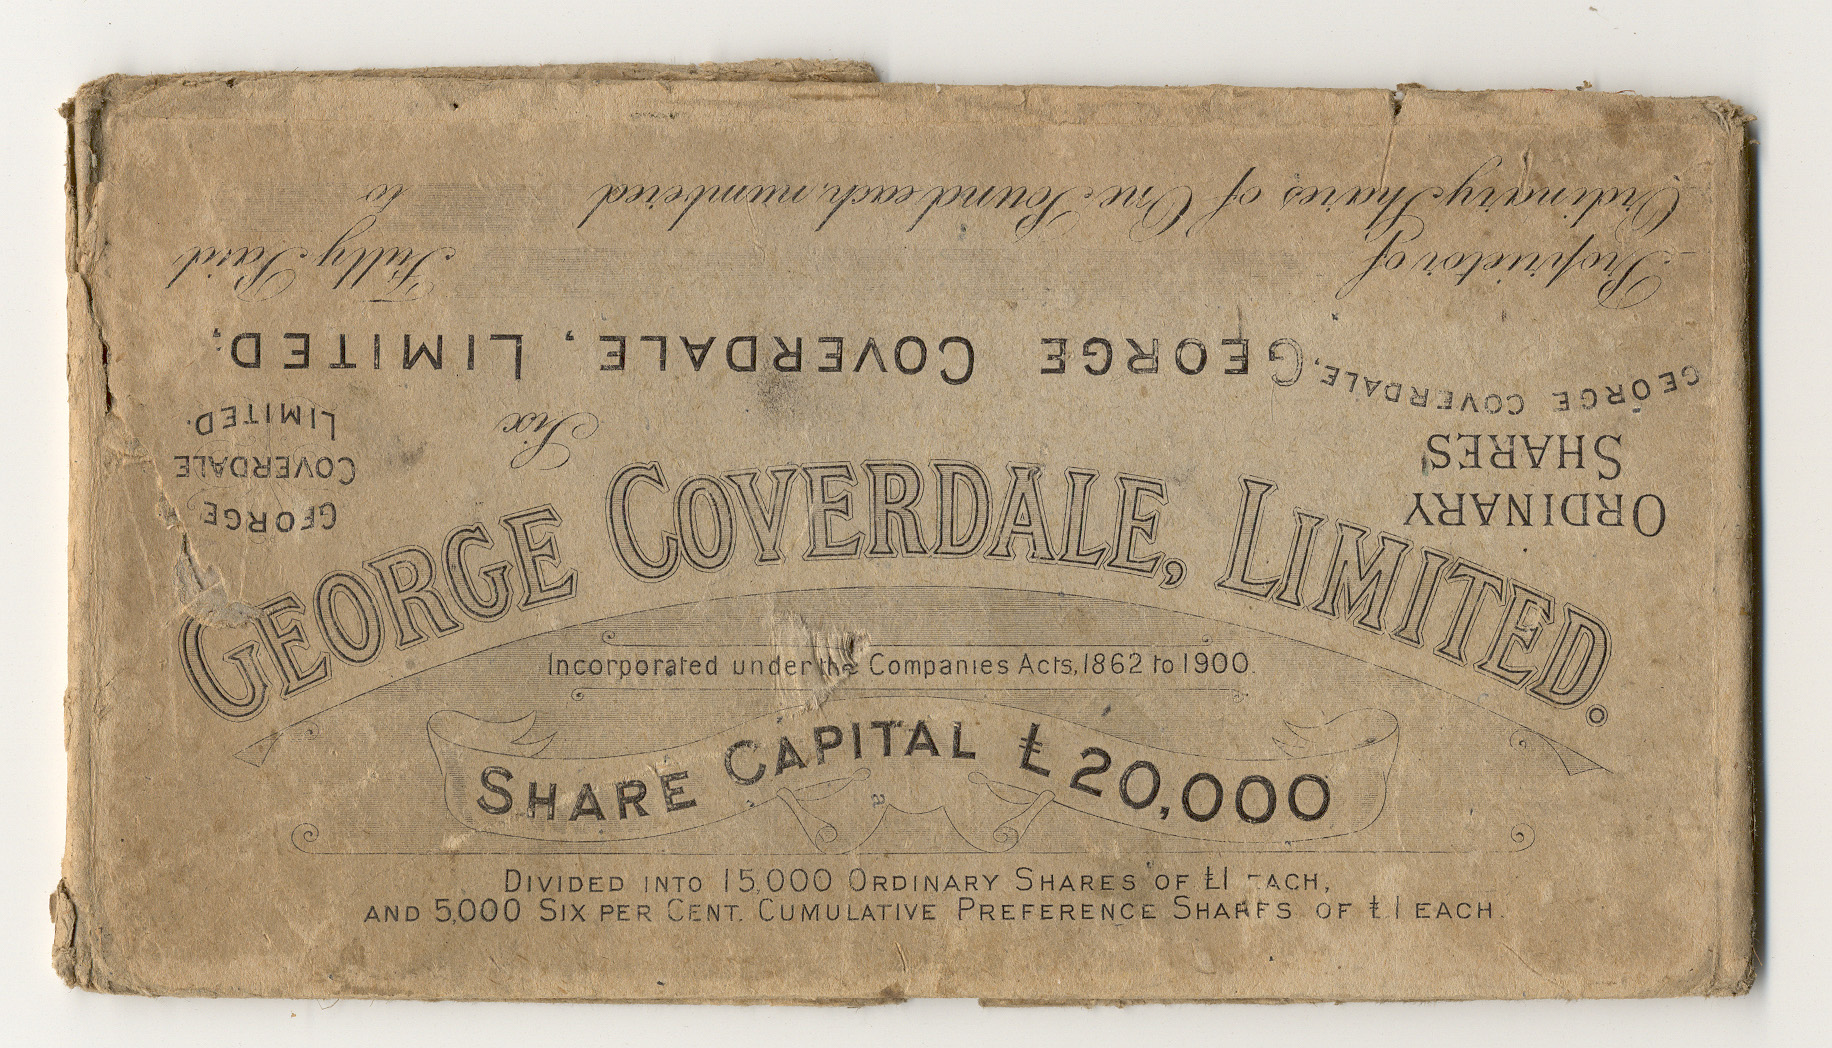 GEORGE COVERDALE, LIMITED.
Incorporated under the Companies Acts, 1862 to 1900.
SHARE CAPITAL £20,000
DIVIDED INTO 15,000 ORDINARY SHARES OF £1 EACH,
AND 5,000 SIX PER CENT. CUMULATIVE PREFERENCE SHARES OF £1 EACH.
ORDINARY
SHARES
GEORGE COVERDALE,
GEORGE
GEORGE COVERDALE, LIMITED,
Six
GEORGE
COVERDALE
LIMITED.
Proprietor of Fully Paid
Ordinary Shares of One Pound each, numbered to